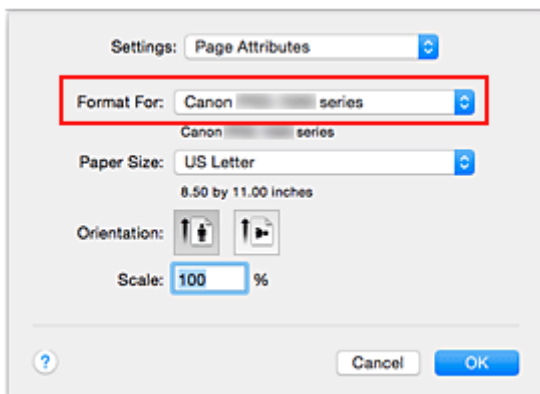 Settings: Page Attributes
Format For: Canon series
Canon series
Paper Size: US Letter
8.50 by 11.00 inches
Orientation:
Scale: 100 %
? Cancel OK